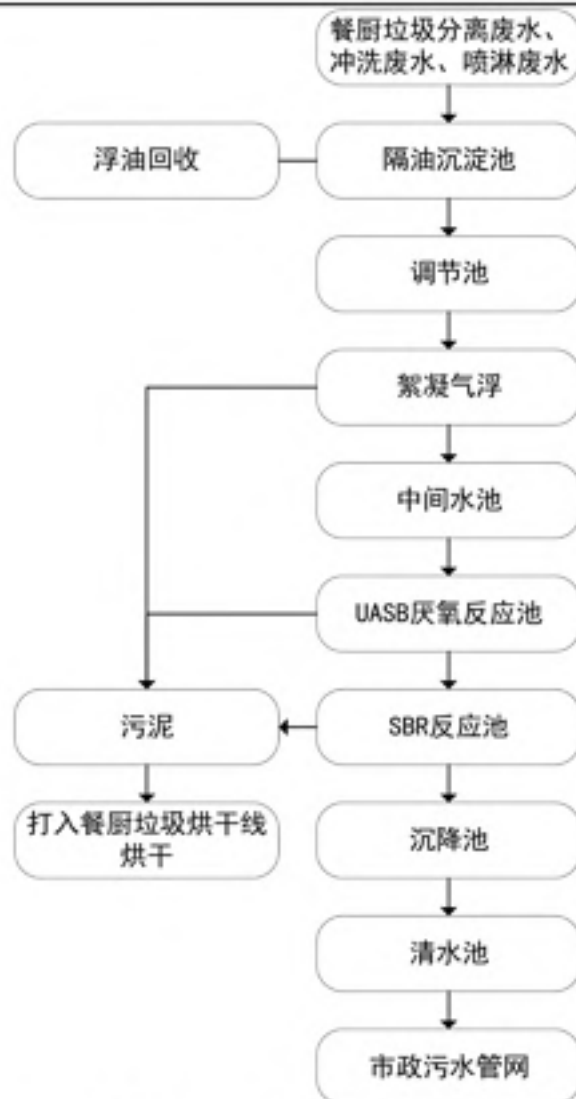 餐厨垃圾分离废水、
冲洗废水、喷淋废水
浮油回收
隔油沉淀池
调节池
絮凝气浮
中间水池
UASB厌氧反应池
污泥
SBR反应池
打入餐厨垃圾烘干线
烘干
沉降池
清水池
市政污水管网